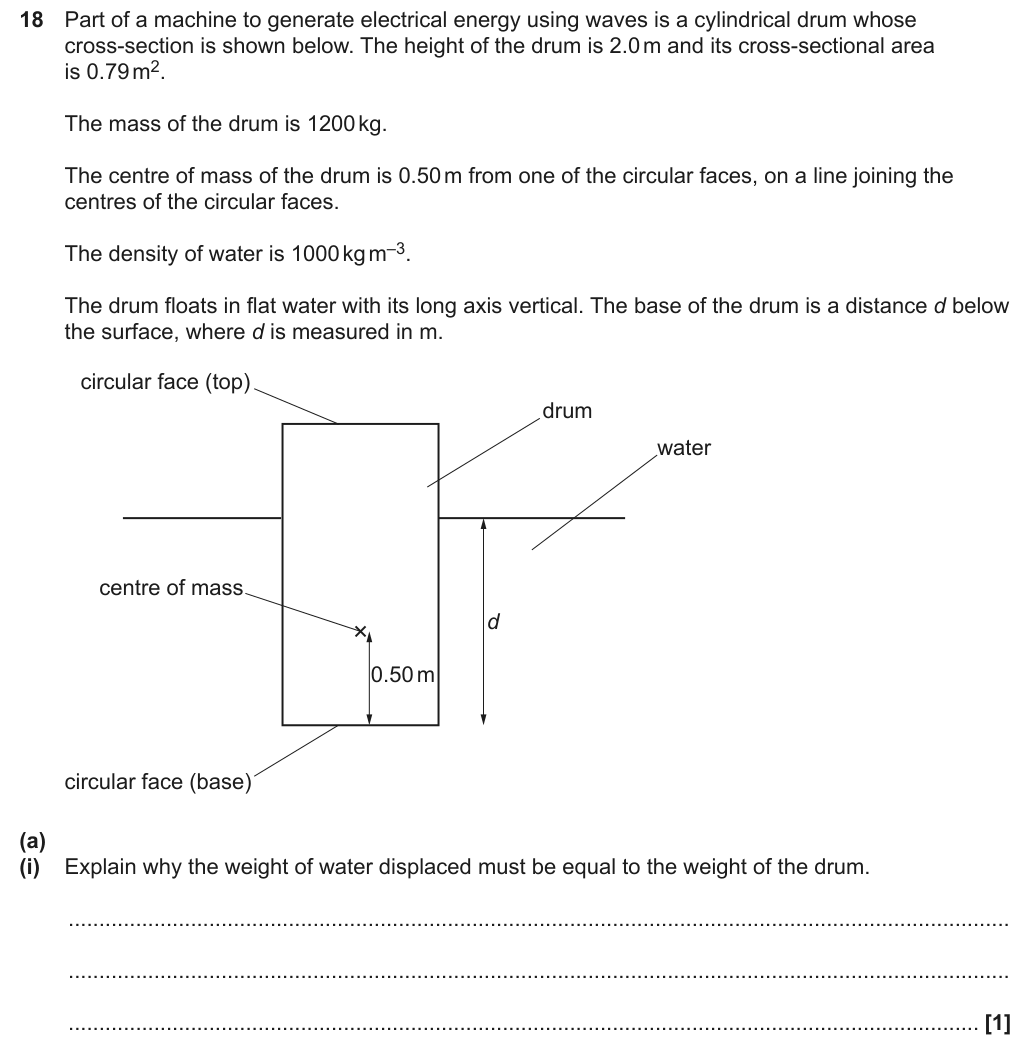 18 Part of a machine to generate electrical energy using waves is a cylindrical drum whose
cross-section is shown below. The height of the drum is 2.0 m and its cross-sectional area
is 0.79 m².
The mass of the drum is 1200 kg.
The centre of mass of the drum is 0.50 m from one of the circular faces, on a line joining the
centres of the circular faces.
The density of water is 1000 kg m⁻³.
The drum floats in flat water with its long axis vertical. The base of the drum is a distance d below
the surface, where d is measured in m.
circular face (top)
drum
water
centre of mass
d
0.50 m
circular face (base)
(a)
(i) Explain why the weight of water displaced must be equal to the weight of the drum.
[1]